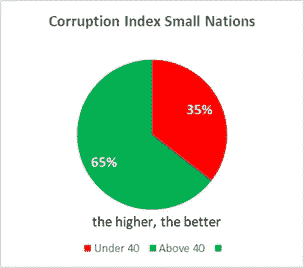 Corruption Index Small Nations
35%
65%
the higher, the better
Under 40 Above 40